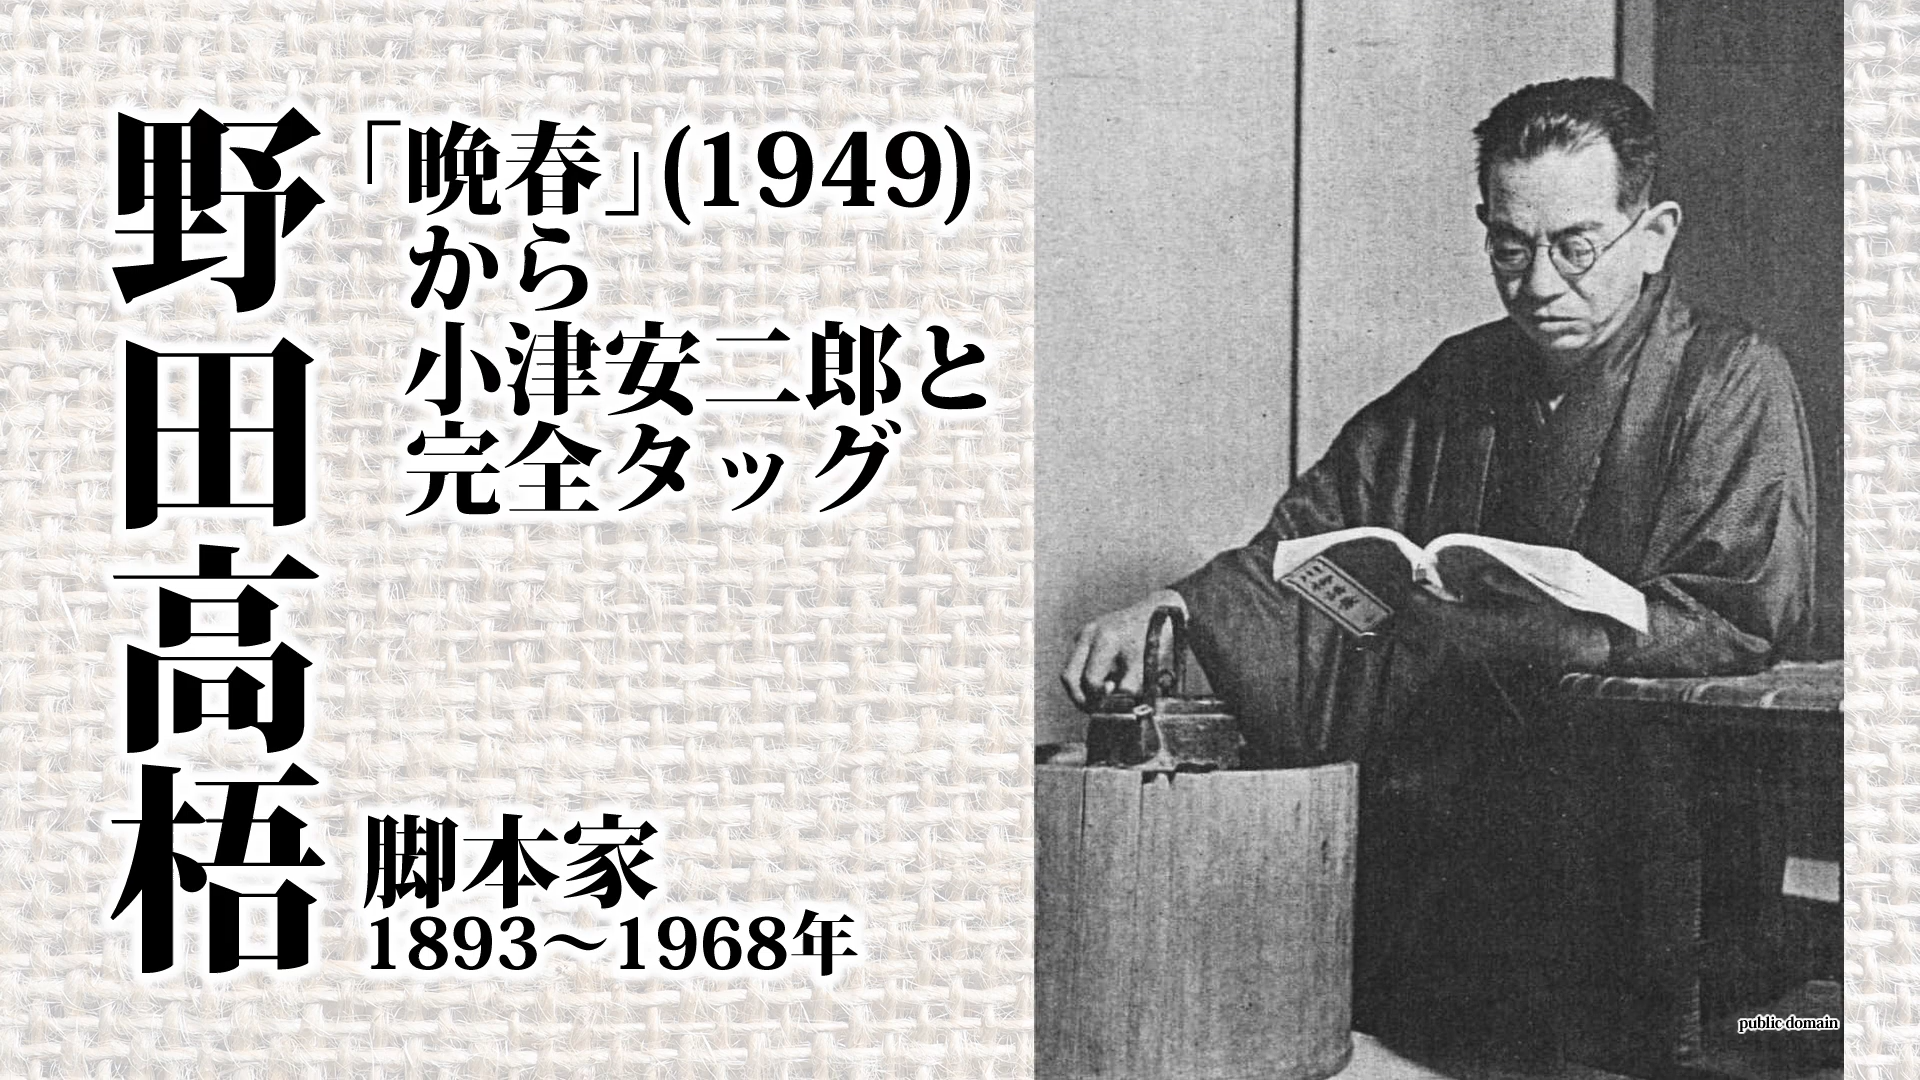 野田高梧
「晩春」(1949)
から
小津安二郎と
完全タッグ
脚本家
1893〜1968年
public domain